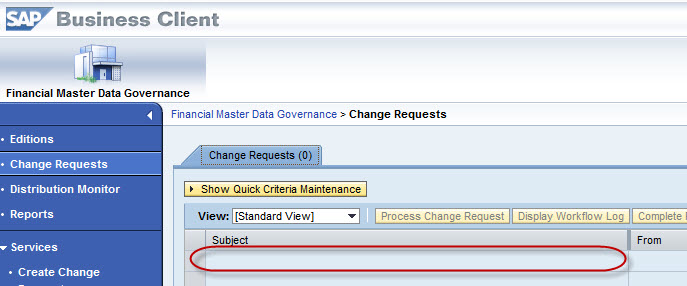 SAP Business Client
Financial Master Data Governance
Financial Master Data Governance > Change Requests
Editions
Change Requests
Distribution Monitor
Reports
Services
Create Change
Change Requests (0)
Show Quick Criteria Maintenance
View: [Standard View] Process Change Request Display Workflow Log Complete
Subject From